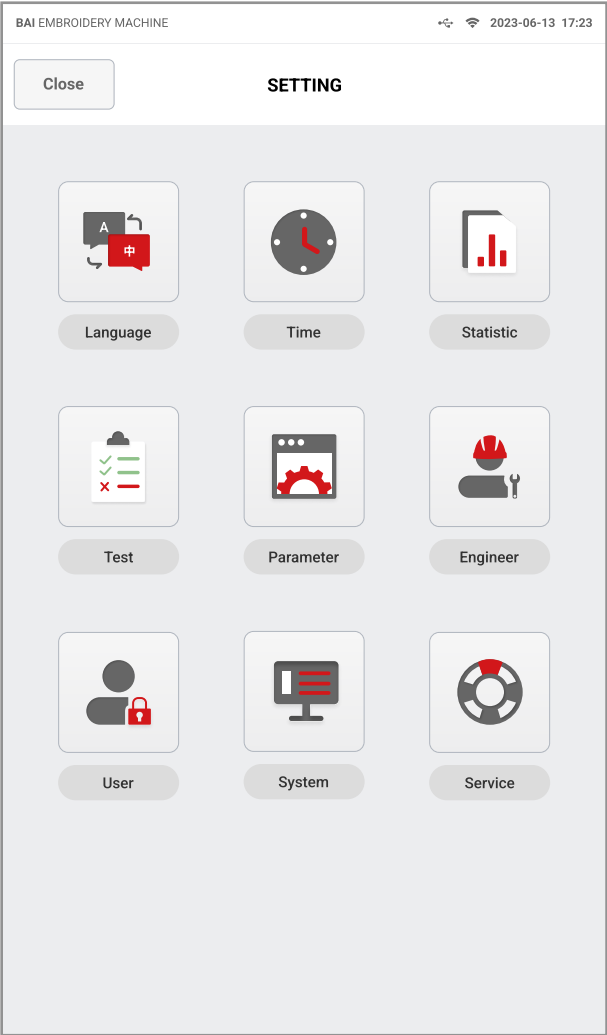 BAI EMBROIDERY MACHINE 2023-06-13 17:23
Close SETTING
A
中
Language Time Statistic
Test Parameter Engineer
User System Service